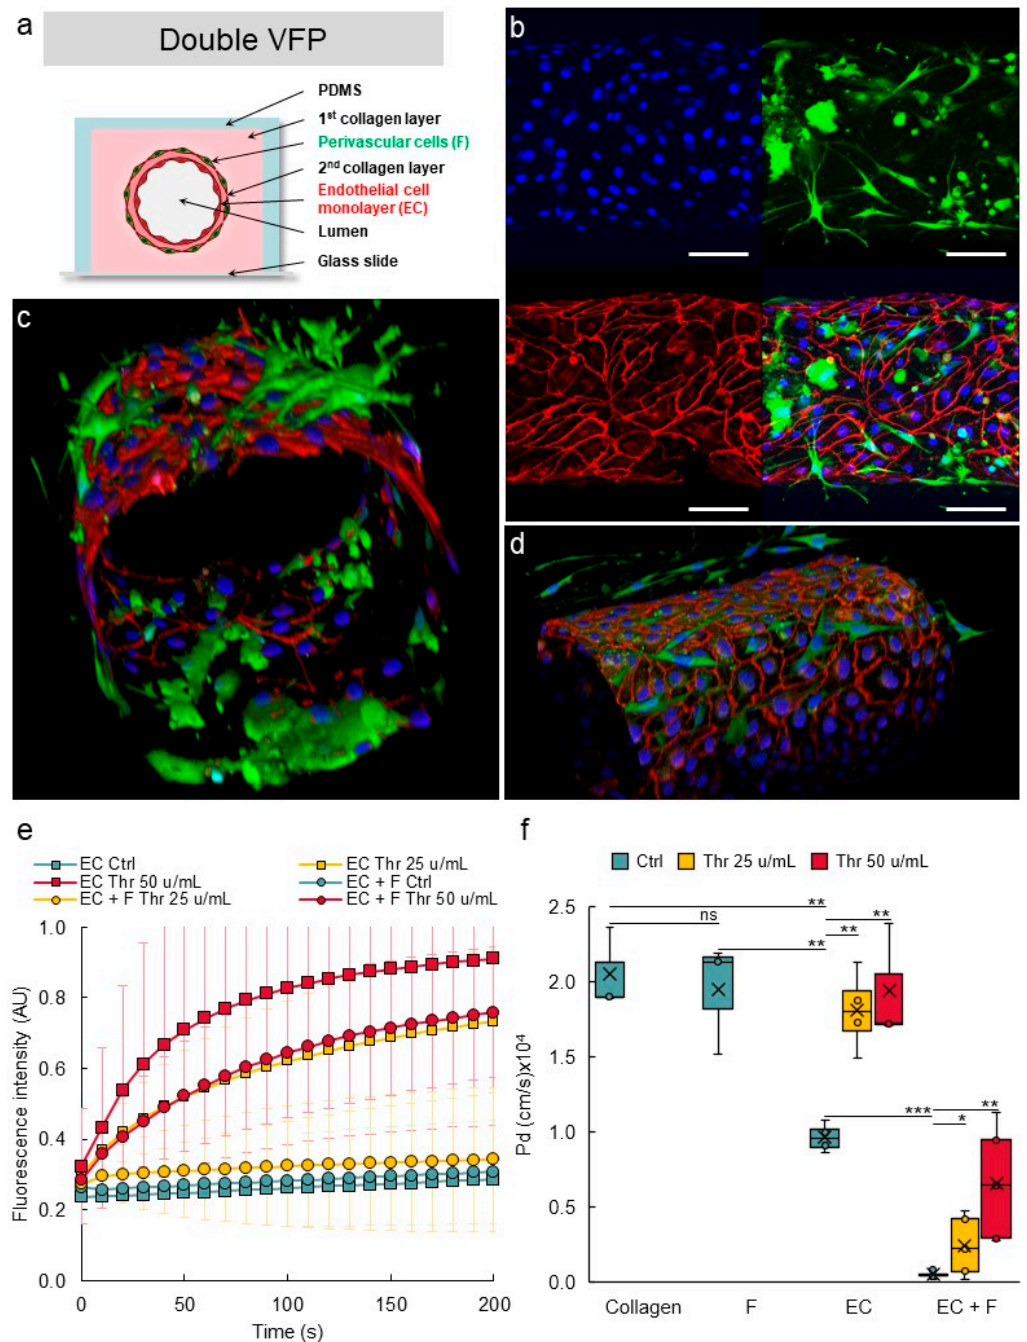 a
Double VFP
PDMS
1st collagen layer
Perivascular cells (F)
2nd collagen layer
Endothelial cell
monolayer (EC)
Lumen
Glass slide
b
c
d
e
EC Ctrl
EC Thr 25 u/mL
EC Thr 50 u/mL
EC + F Ctrl
EC + F Thr 25 u/mL
EC + F Thr 50 u/mL
Fluorescence intensity (AU)
1.0
0.8
0.6
0.4
0.2
0.0
0
50
100
150
200
Time (s)
f
Ctrl
Thr 25 u/mL
Thr 50 u/mL
Pd (cm/s)x10⁴
2.5
2.0
1.5
1.0
0.5
0.0
**
ns
**
**
**
***
**
*
Collagen
F
EC
EC + F